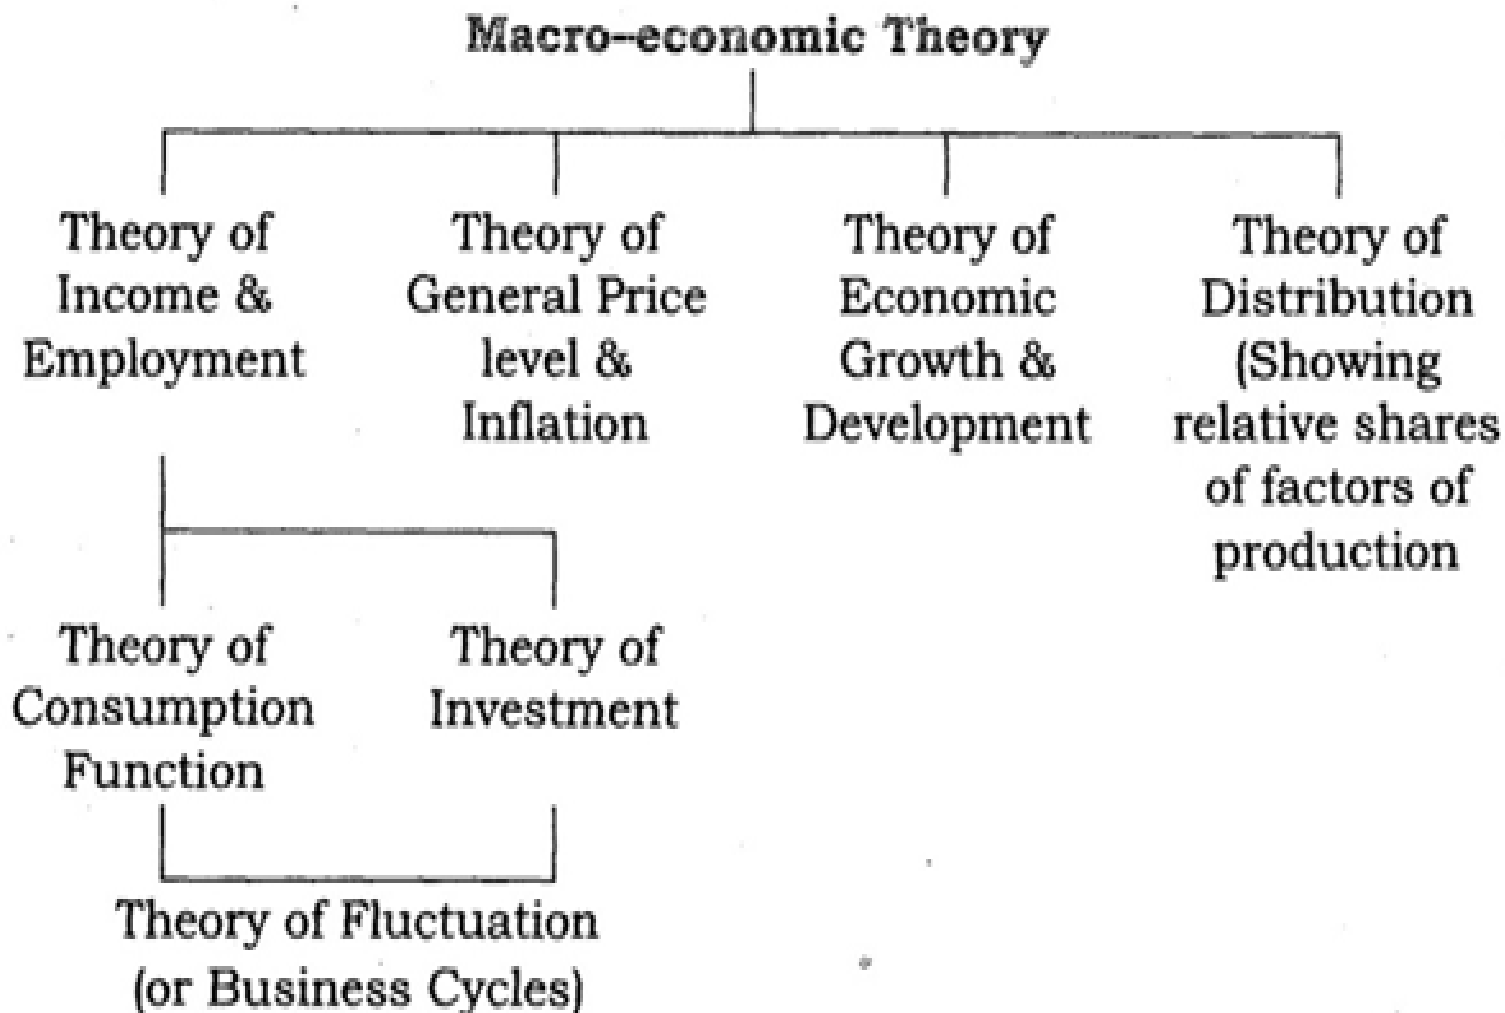 Macro-economic Theory
Theory of
Income &
Employment
Theory of
General Price
level &
Inflation
Theory of
Economic
Growth &
Development
Theory of
Distribution
(Showing
relative shares
of factors of
production
Theory of
Consumption
Function
Theory of
Investment
Theory of Fluctuation
(or Business Cycles)